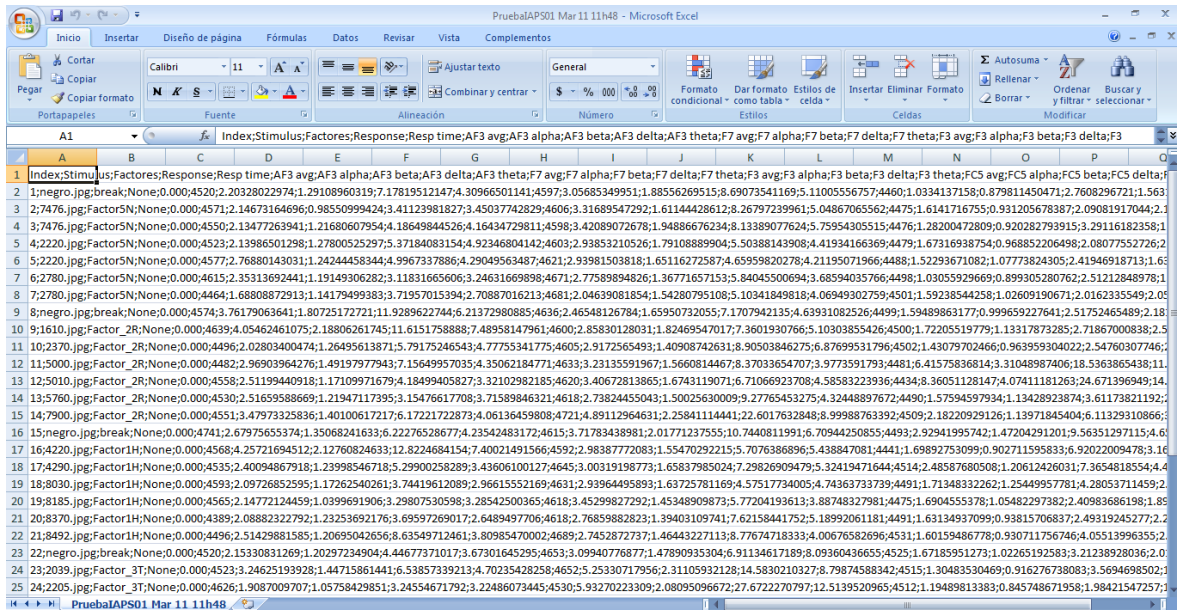 PruebaIAPS01 Mar 11 11h48 - Microsoft Excel
Inicio Insertar Diseño de página Fórmulas Datos Revisar Vista Complementos
Pegar
Cortar
Copiar
Copiar formato
Portapapeles
Calibri 11
N K S
Fuente
Ajustar texto
Combinar y centrar
Alineación
General
$ % 000
Número
Formato condicional
Dar formato como tabla
Estilos de celda
Estilos
Insertar Eliminar Formato
Celdas
Autosuma
Rellenar
Borrar
Ordenar y filtrar
Buscar y seleccionar
Modificar
A1 fx Index;Stimulus;Factores;Response;Resp time;AF3 avg;AF3 alpha;AF3 beta;AF3 delta;AF3 theta;F7 avg;F7 alpha;F7 beta;F7 delta;F7 theta;F3 avg;F3 alpha;F3 beta;F3 delta;F3
A B C D E F G H I J K L M N O P Q
1 Index;Stimulus;Factores;Response;Resp time;AF3 avg;AF3 alpha;AF3 beta;AF3 delta;AF3 theta;F7 avg;F7 alpha;F7 beta;F7 delta;F7 theta;F3 avg;F3 alpha;F3 beta;F3 delta;F3 theta;FC5 avg;FC5 alpha;FC5 beta;FC5 delta;F
2 1;negro.jpg;break;None;0.000;4520;2.20328022974;1.29108960319;7.17819512147;4.30966501141;4597;3.05685349951;1.88556269515;8.6907354116;5.11005556757;4460;1.0334137158;0.879811450471;2.7608296721;1.563
3 2;7476.jpg;Factor5N;None;0.000;4571;2.14673164696;0.98550999424;3.41123981827;3.45037742829;4606;3.31689547292;1.61144428612;8.26797239961;5.04867065562;4475;1.6141716755;0.931205678387;2.09081917044;2.1
4 3;7476.jpg;Factor5N;None;0.000;4550;2.13477263941;1.21680607954;4.18649844526;4.16434729811;4598;3.42089072678;1.94886676234;8.13389077624;5.75954305515;4476;1.28200472809;0.920282793915;3.29116182358;1
5 4;2220.jpg;Factor5N;None;0.000;4523;2.13986501298;1.27800525297;5.37184083154;4.92346804142;4603;2.93853210526;1.79108889904;5.50388143908;4.41934166369;4479;1.67316938754;0.968852206498;2.08077552726;2
6 5;2220.jpg;Factor5N;None;0.000;4577;2.76880143031;1.24244458344;4.9967337886;4.29049563487;4621;2.93981503818;1.65116272587;4.65959820278;4.21195071966;4488;1.52293671082;1.07773824305;2.41946918713;1.63
7 6;2780.jpg;Factor5N;None;0.000;4615;2.35313692441;1.19149306282;3.11831665606;3.24631669898;4671;2.77589894826;1.36771657153;5.84045500694;3.68594035766;4498;1.03055929669;0.899305280762;2.51212848978;1
8 7;2780.jpg;Factor5N;None;0.000;4464;1.68808872913;1.14179499383;3.71957015394;2.70887016213;4681;2.04639081854;1.54280795108;5.10341849818;4.06949302759;4501;1.59238544258;1.02609190671;2.0162335549;2.05
9 8;negro.jpg;break;None;0.000;4574;3.76179063641;1.80725172721;11.9289622744;6.21372980885;4636;2.46548126784;1.65950732055;7.1707942135;4.63931082526;4499;1.59489863177;0.999659227641;2.51752465489;2.18
10 9;1610.jpg;Factor_2R;None;0.000;4639;4.05462461075;2.18806261745;11.6151758888;7.48958147961;4600;2.85830128031;1.82469547017;7.3601930766;5.10303855426;4500;1.72205519779;1.13317873285;2.71867000838;2.5
11 10;2370.jpg;Factor_2R;None;0.000;4496;2.02803400474;1.26495613871;5.79175246543;4.77755341775;4605;2.9172565493;1.40908742631;8.90503846275;6.87699531796;4502;1.43079702466;0.963959304022;2.54760307746;2
12 11;5000.jpg;Factor_2R;None;0.000;4482;2.96903964276;1.49197977943;7.15649957035;4.35062184771;4633;3.23135591967;1.5660814467;8.37033654707;3.9773591793;4481;6.41575836814;3.31048987406;18.5363865438;11.
13 12;5010.jpg;Factor_2R;None;0.000;4558;2.51199440918;1.17109971679;4.18499405827;3.32102982185;4620;3.40672813865;1.6743119071;6.71066923708;4.58583223936;4434;8.36051128147;4.07411181263;24.671396949;14.
14 13;5760.jpg;Factor_2R;None;0.000;4530;2.51659588669;1.21947117395;3.15476617708;3.71589846321;4618;2.73824455043;1.50025630009;9.27765453275;4.32448897672;4490;1.57594597934;1.13428923874;3.61173821192;2
15 14;7900.jpg;Factor_2R;None;0.000;4551;3.47973325836;1.40100617217;6.17221722873;4.06136459808;4721;4.89112964631;2.25841114441;22.6017632848;8.99988763392;4509;2.18220929126;1.13971845404;6.11329310866;3
16 15;negro.jpg;break;None;0.000;4741;2.67975655374;1.35068241633;6.22276528677;4.23542483172;4615;3.71783438981;2.01771237555;10.7440811991;6.70944250855;4493;2.92941995742;1.47204291201;9.56351297115;4.65
17 16;4220.jpg;Factor1H;None;0.000;4568;4.25721694512;2.12760824633;12.8224684154;7.40021491566;4592;2.98387772083;1.55470292215;5.7076386896;5.438847081;4441;1.69892753099;0.902711595833;6.92022009478;3.16
18 17;4290.jpg;Factor1H;None;0.000;4535;2.40094867918;1.23998546718;5.29900258289;3.43606100127;4645;3.00319198771;1.65837985024;7.29826909479;5.32419471644;4514;2.48587680508;1.20612426031;7.3654818554;4.4
19 18;8030.jpg;Factor1H;None;0.000;4593;2.09726852595;1.17262540261;3.74419612089;2.96615552169;4631;2.93964495893;1.63725781169;4.57517734005;4.74363733739;4491;1.71348332262;1.25449957781;4.28053711459;2.
20 19;8185.jpg;Factor1H;None;0.000;4565;2.14772124459;1.0399691906;3.29807530598;3.28542500365;4618;3.45299827292;1.45348909873;5.77204193613;3.88748327981;4475;1.6904555378;1.05482297382;2.40983686198;1.89
21 20;8370.jpg;Factor1H;None;0.000;4389;2.08882322792;1.23253692176;3.69597269017;2.6489497706;4618;2.76859882823;1.39403109741;7.62158441752;5.18992061181;4491;1.63134937099;0.93815706837;2.49319245277;2.2
22 21;8492.jpg;Factor1H;None;0.000;4496;2.51429881585;1.20695042656;8.63549712461;3.80985470002;4689;2.7452872737;1.46443227113;8.77674718333;4.00676582696;4531;1.60159486778;0.930711756746;4.05513996355;2
23 22;negro.jpg;break;None;0.000;4520;2.15330831269;1.20297234904;4.44677371017;3.67301645295;4653;3.09940776877;1.47890935304;6.91134617189;8.09360436655;4525;1.67185951273;1.02265192583;3.21238928036;2.0
24 23;2039.jpg;Factor_3T;None;0.000;4523;3.24625193928;1.44715861441;6.53857339213;4.70235428258;4652;5.25330717956;2.31105932128;14.5830210327;8.79874588342;4515;1.30483530469;0.916276738083;3.5694698502;1
25 24;2205.jpg;Factor_3T;None;0.000;4626;1.9087009707;1.05758429851;3.24554671792;3.22486073445;4530;5.93270223309;2.08095096672;27.6722270797;12.5139520965;4512;1.19489813383;0.845748671958;1.98421547257;1
PruebaIAPS01 Mar 11 11h48